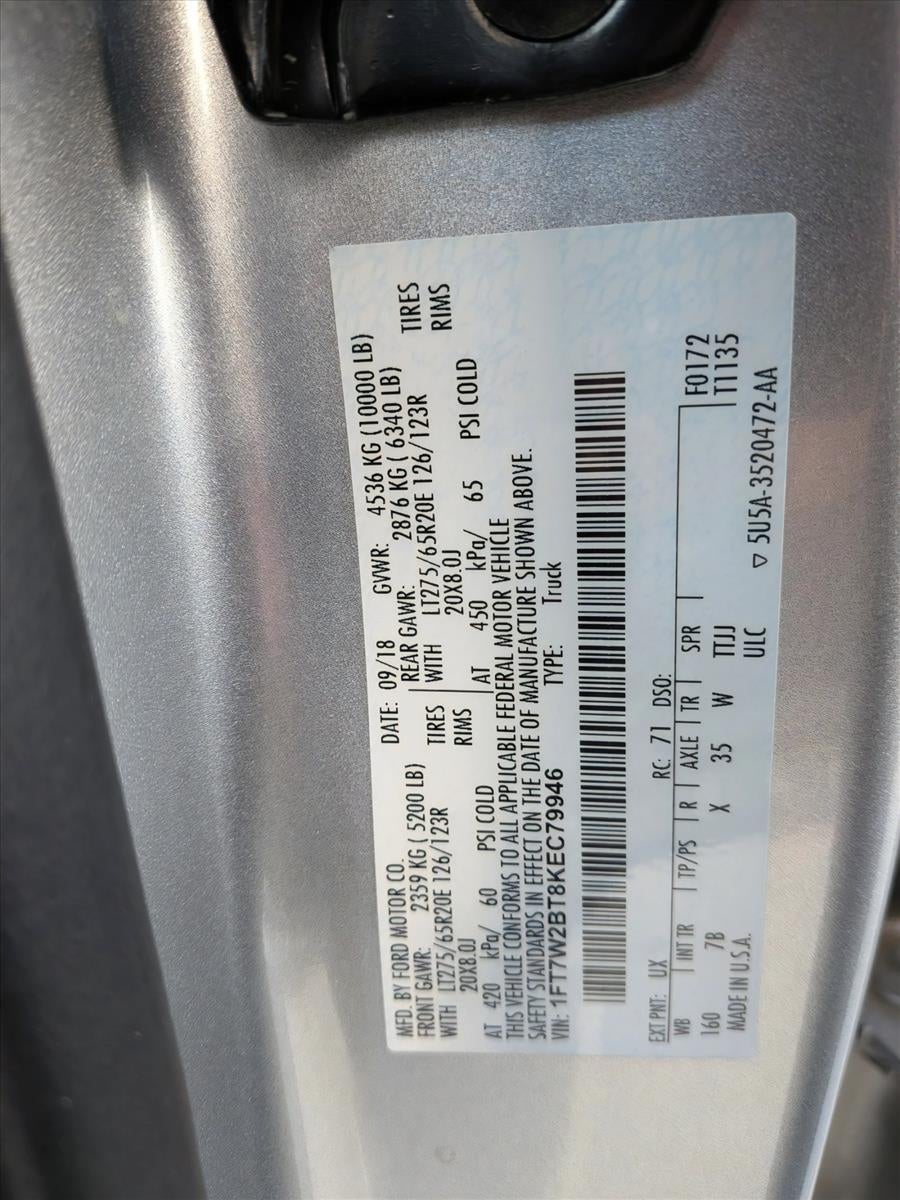 MFD. BY FORD MOTOR CO. DATE: 09/18 GVWR: 4536 KG (10000 LB)
FRONT GAWR: 2359 KG ( 5200 LB) REAR GAWR: 2876 KG ( 6340 LB)
WITH LT275/65R20E 126/123R TIRES WITH LT275/65R20E 126/123R TIRES
20X8.0J RIMS 20X8.0J RIMS
AT 420 kPa/ 60 PSI COLD AT 450 kPa/ 65 PSI COLD
THIS VEHICLE CONFORMS TO ALL APPLICABLE FEDERAL MOTOR VEHICLE
SAFETY STANDARDS IN EFFECT ON THE DATE OF MANUFACTURE SHOWN ABOVE.
VIN: 1FT7W2BT8KEC79946 TYPE: Truck
EXT PNT: UX RC: 71 DSO:
WB INT TR TP/PS R AXLE TR SPR F0172
160 7B X 35 W TTJJ T1135
MADE IN U.S.A. ULC
▽ 5U5A-3520472-AA